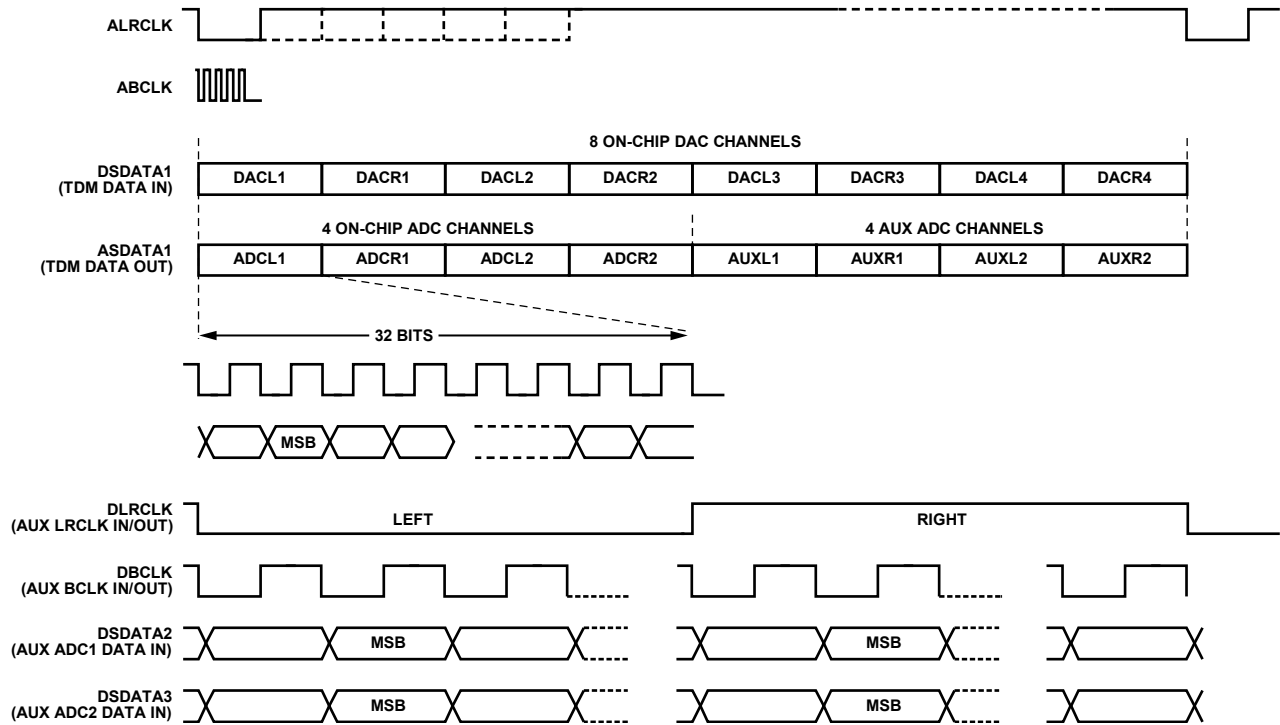 ALRCLK
ABCLK
8 ON-CHIP DAC CHANNELS
DSDATA1
(TDM DATA IN)
DACL1 DACR1 DACL2 DACR2 DACL3 DACR3 DACL4 DACR4
4 ON-CHIP ADC CHANNELS 4 AUX ADC CHANNELS
ASDATA1
(TDM DATA OUT)
ADCL1 ADCR1 ADCL2 ADCR2 AUXL1 AUXR1 AUXL2 AUXR2
32 BITS
MSB
DLRCLK
(AUX LRCLK IN/OUT)
LEFT RIGHT
DBCLK
(AUX BCLK IN/OUT)
DSDATA2
(AUX ADC1 DATA IN)
MSB MSB
DSDATA3
(AUX ADC2 DATA IN)
MSB MSB